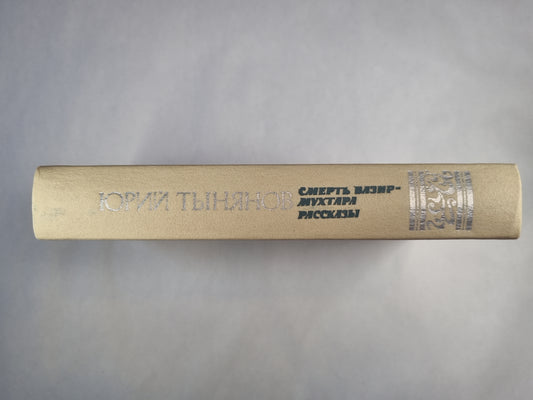 ЮРИЙ ТЫНЯНОВ
СМЕРТЬ ВАЗИР-
МУХТАРА
РАССКАЗЫ